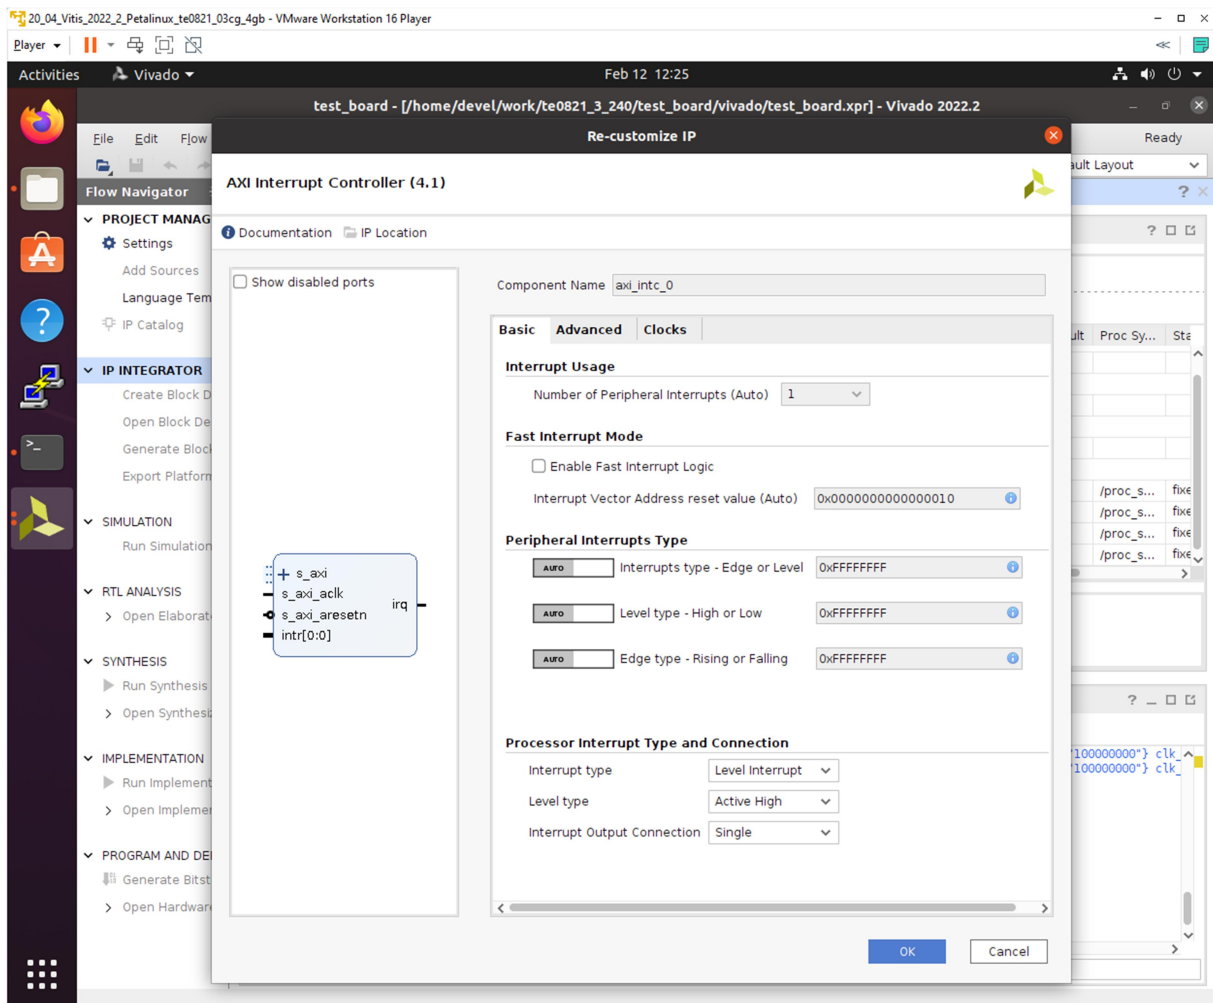 20_04_Vitis_2022_2_Petalinux_te0821_03cg_4gb - VMware Workstation 16 Player
Player
Activities Vivado Feb 12 12:25
test_board - [/home/devel/work/te0821_3_240/test_board/vivado/test_board.xpr] - Vivado 2022.2
File Edit Flow Re-customize IP Ready
ault Layout
Flow Navigator
AXI Interrupt Controller (4.1)
PROJECT MANAG
Settings
Add Sources
Language Tem
IP Catalog
IP INTEGRATOR
Create Block D
Open Block De
Generate Block
Export Platform
SIMULATION
Run Simulation
RTL ANALYSIS
Open Elaborat
SYNTHESIS
Run Synthesis
Open Synthesiz
IMPLEMENTATION
Run Implement
Open Implemen
PROGRAM AND DE
Generate Bitst
Open Hardware
Documentation IP Location
Show disabled ports
s_axi
s_axi_aclk
s_axi_aresetn
intr[0:0]
irq
Component Name axi_intc_0
Basic Advanced Clocks
Interrupt Usage
Number of Peripheral Interrupts (Auto) 1
Fast Interrupt Mode
Enable Fast Interrupt Logic
Interrupt Vector Address reset value (Auto) 0x0000000000000010
Peripheral Interrupts Type
AUTO Interrupts type - Edge or Level 0xFFFFFFFF
AUTO Level type - High or Low 0xFFFFFFFF
AUTO Edge type - Rising or Falling 0xFFFFFFFF
Processor Interrupt Type and Connection
Interrupt type Level Interrupt
Level type Active High
Interrupt Output Connection Single
OK Cancel
ult Proc Sy... Sta
/proc_s... fixe
/proc_s... fixe
/proc_s... fixe
/proc_s... fixe
"100000000"} clk_
"100000000"} clk_